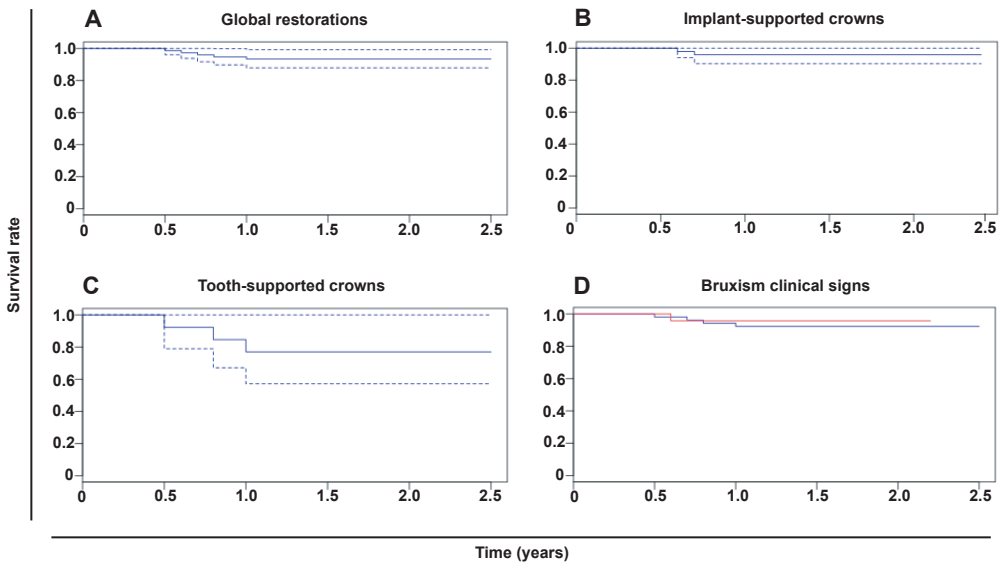 A
Global restorations
1.0
0.8
0.6
0.4
0.2
0
0 0.5 1.0 1.5 2.0 2.5
B
Implant-supported crowns
1.0
0.8
0.6
0.4
0.2
0
0 0.5 1.0 1.5 2.0 2.5
C
Tooth-supported crowns
1.0
0.8
0.6
0.4
0.2
0
0 0.5 1.0 1.5 2.0 2.5
D
Bruxism clinical signs
1.0
0.8
0.6
0.4
0.2
0
0 0.5 1.0 1.5 2.0 2.5
Survival rate
Time (years)